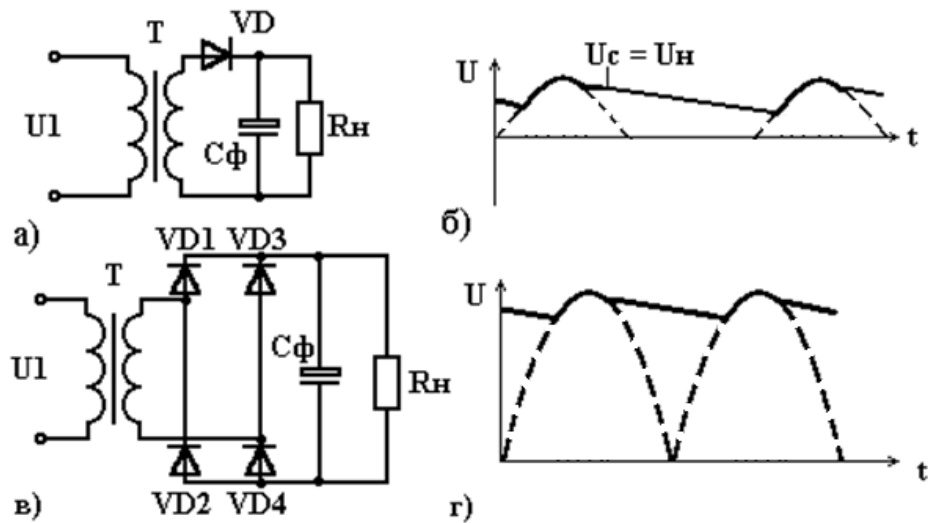 T
VD
U1
Cф
Rн
а)
U
Uc = Uн
t
б)
VD1 VD3
T
U1
Cф
Rн
VD2 VD4
в)
U
t
г)